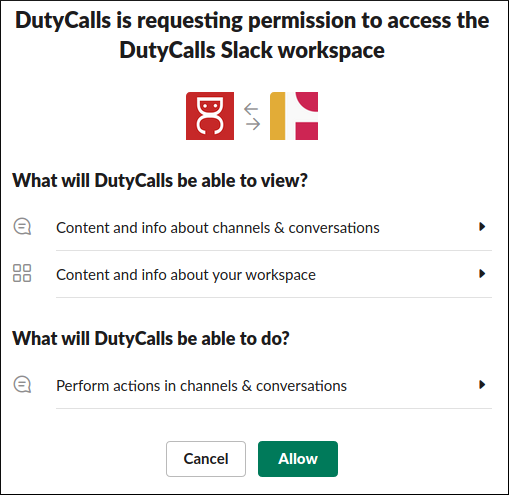 DutyCalls is requesting permission to access the
DutyCalls Slack workspace
What will DutyCalls be able to view?
Content and info about channels & conversations
Content and info about your workspace
What will DutyCalls be able to do?
Perform actions in channels & conversations
Cancel
Allow